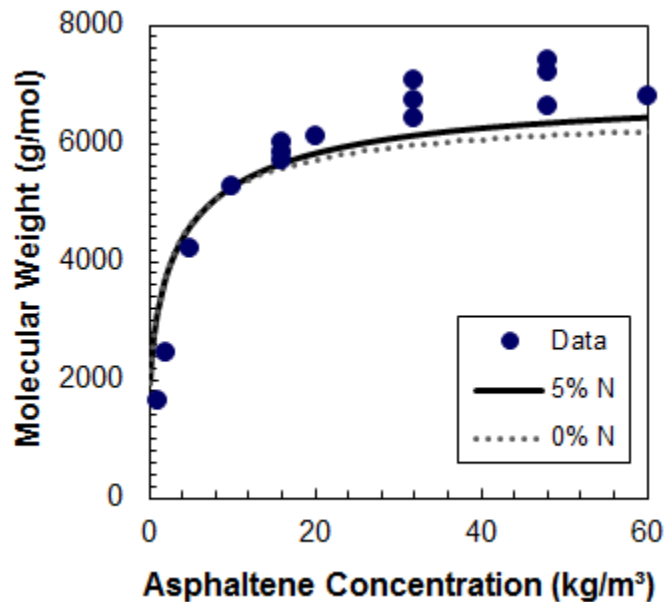 8000
6000
4000
2000
0
0
20
40
60
Molecular Weight (g/mol)
Asphaltene Concentration (kg/m³)
Data
5% N
0% N